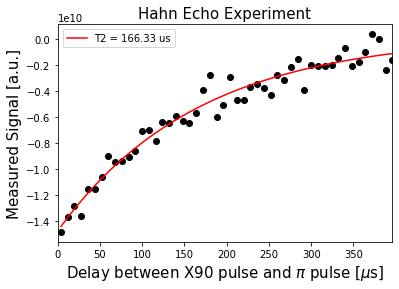 Hahn Echo Experiment
1e10
T2 = 166.33 us
0.0
−0.2
−0.4
−0.6
−0.8
−1.0
−1.2
−1.4
Measured Signal [a.u.]
0 50 100 150 200 250 300 350
Delay between X90 pulse and π pulse [μs]